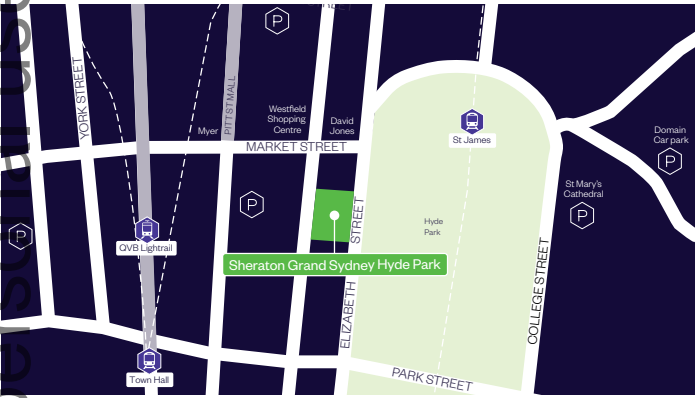 P
YORK STREET
PITT ST MALL
Westfield
Shopping
Centre
Myer
David
Jones
MARKET STREET
St James
Domain
Car park
P
St Mary's
Cathedral
P
P
P
QVB Lightrail
Hyde
Park
ELIZABETH STREET
Sheraton Grand Sydney Hyde Park
COLLEGE STREET
Town Hall
PARK STREET